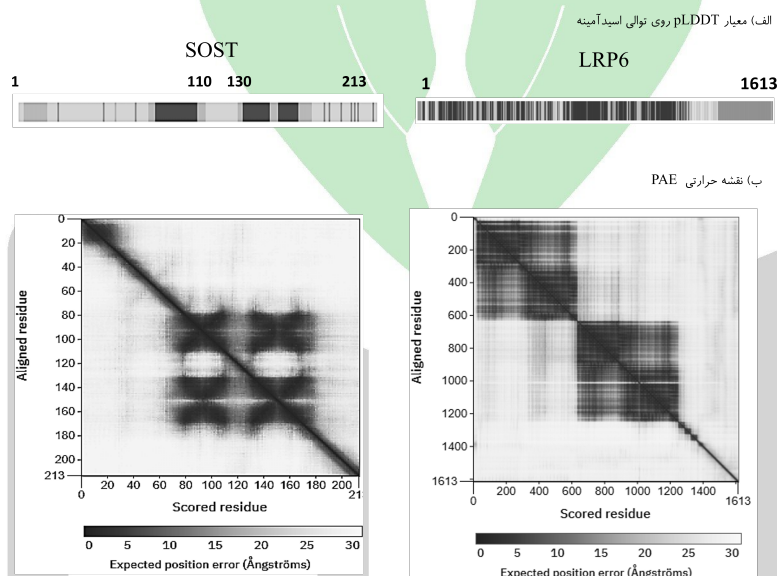 الف) معیار pLDDT روی توالی اسیدآمینه
SOST
LRP6
1 110 130 213
1 1613
ب) نقشه حرارتی PAE
0
20
40
60
80
100
120
140
160
180
200
213
Aligned residue
0 20 40 60 80 100 120 140 160 180 200 21
Scored residue
0 5 10 15 20 25 30
Expected position error (Ångströms)
0
200
400
600
800
1000
1200
1400
1613
Aligned residue
0 200 400 600 800 1000 1200 1400 1613
Scored residue
0 5 10 15 20 25 30
Expected position error (Ångströms)